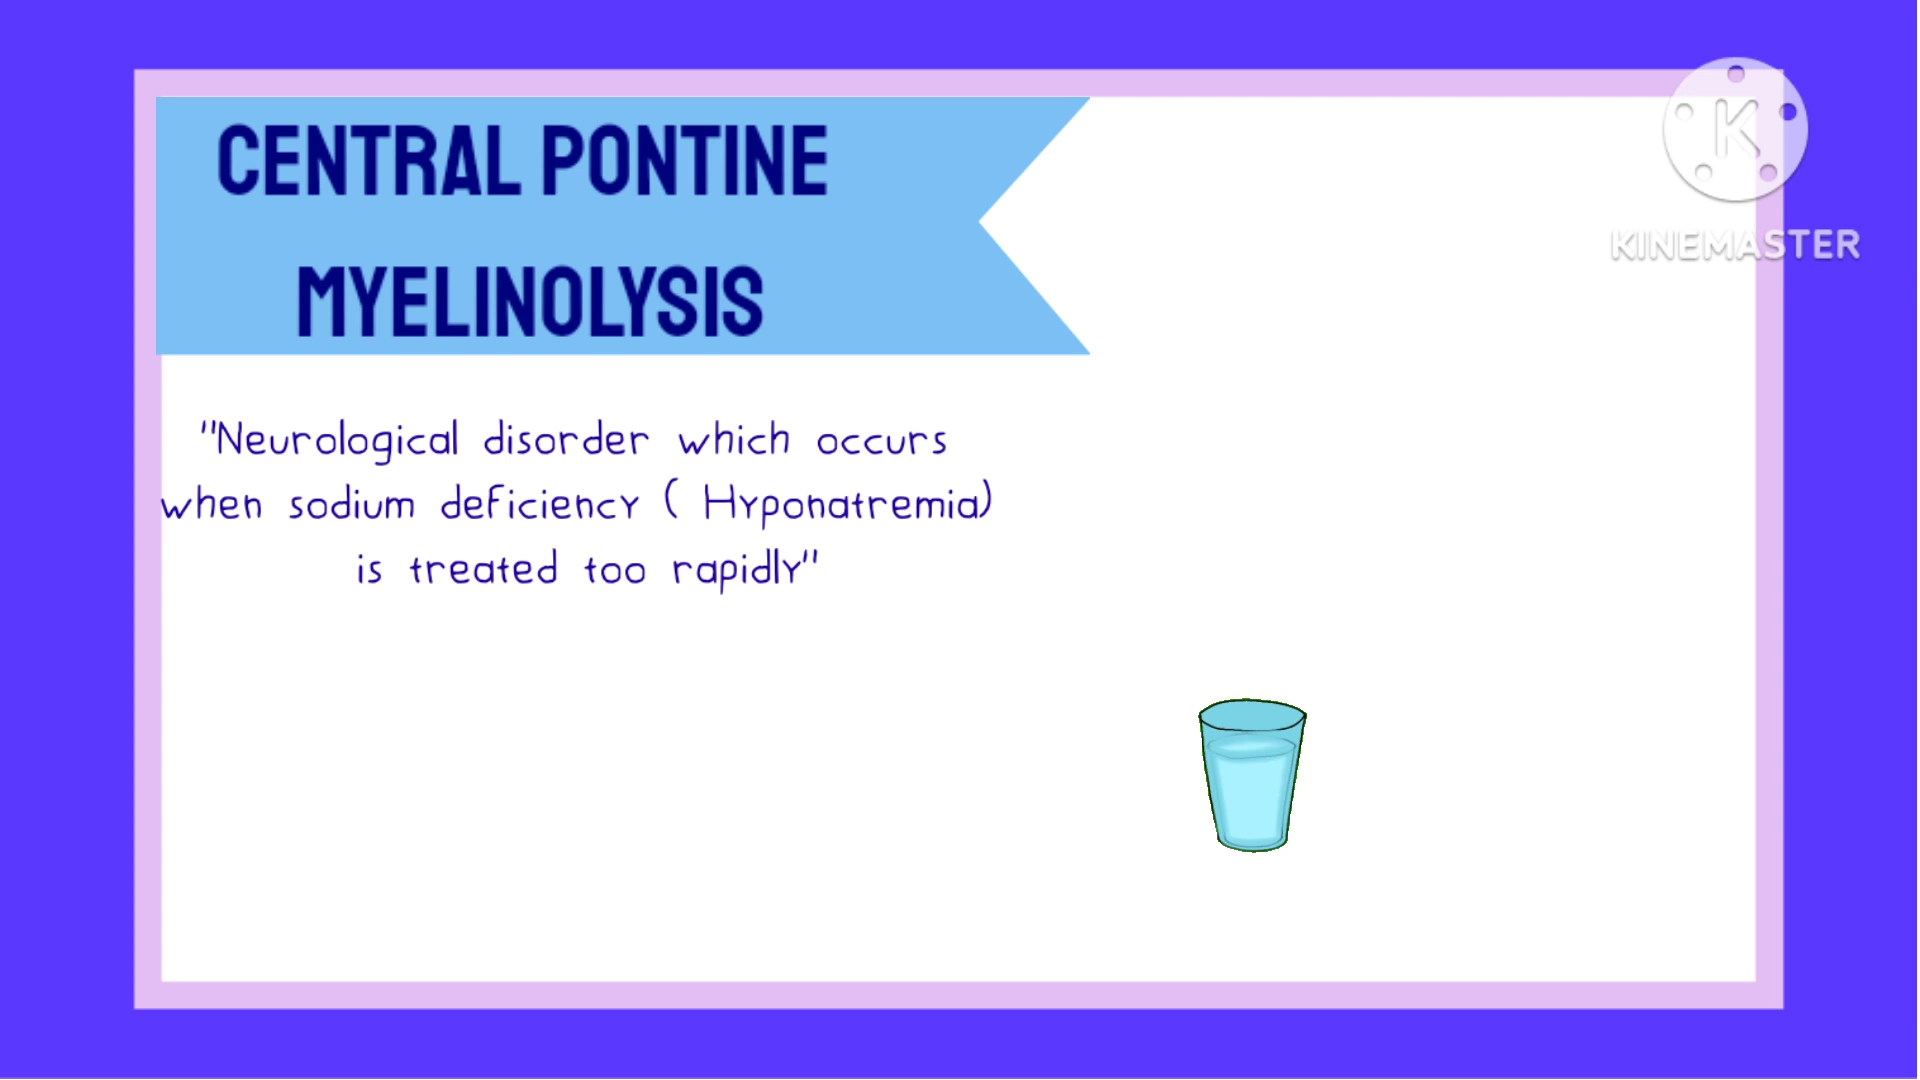 CENTRAL PONTINE
MYELINOLYSIS
"Neurological disorder which occurs
when sodium deficiency ( Hyponatremia)
is treated too rapidly"
K
KINEMASTER